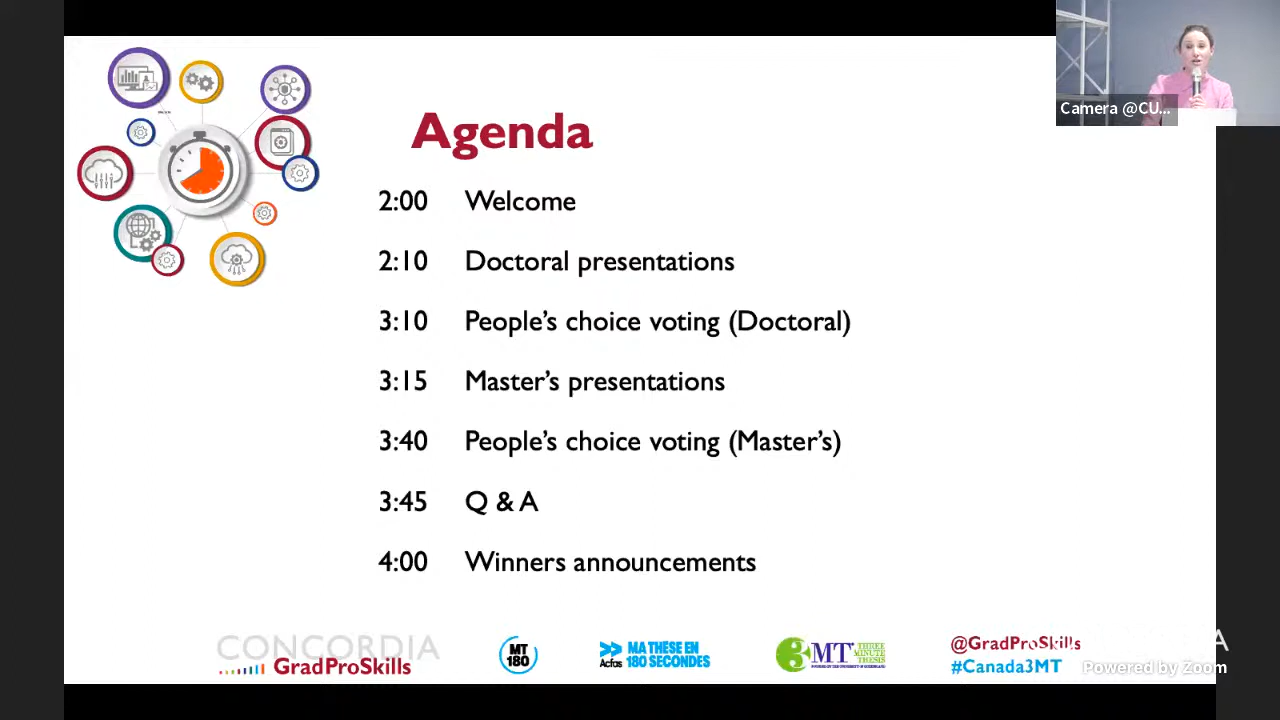 Camera @CU...
Agenda
2:00 Welcome
2:10 Doctoral presentations
3:10 People's choice voting (Doctoral)
3:15 Master's presentations
3:40 People's choice voting (Master's)
3:45 Q & A
4:00 Winners announcements
CONCORDIA
GradProSkills
MT
180
Acfas
MA THÈSE EN
180 SECONDES
3MT THREE
MINUTE
THESIS
@GradProSkills
#Canada3MT
Powered by Zoom